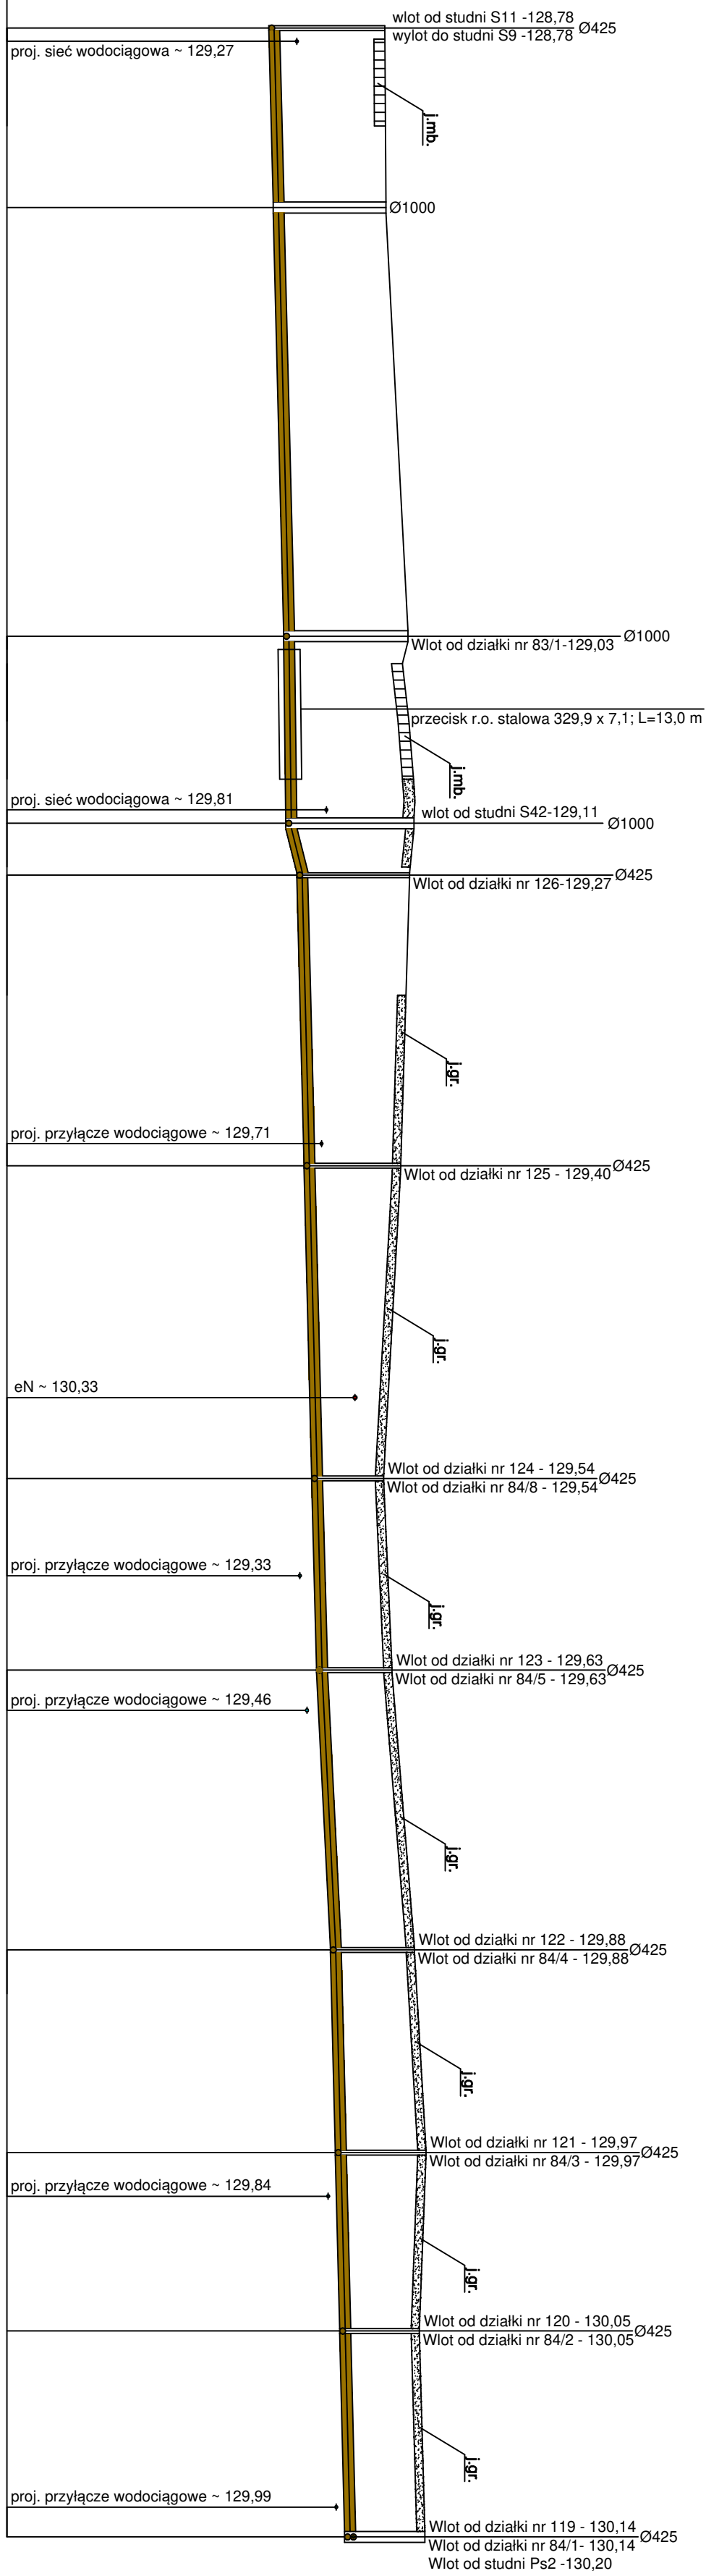 wlot od studni S11 -128,78
wylot do studni S9 -128,78
Ø425
proj. sieć wodociągowa ~ 129,27
j.mb.
Ø1000
Ø1000
Wlot od działki nr 83/1-129,03
przecisk r.o. stalowa 329,9 x 7,1; L=13,0 m
j.mb.
proj. sieć wodociągowa ~ 129,81
wlot od studni S42-129,11
Ø1000
Ø425
Wlot od działki nr 126-129,27
j.gr.
proj. przyłącze wodociągowe ~ 129,71
Ø425
Wlot od działki nr 125 - 129,40
j.gr.
eN ~ 130,33
Wlot od działki nr 124 - 129,54
Ø425
Wlot od działki nr 84/8 - 129,54
proj. przyłącze wodociągowe ~ 129,33
j.gr.
Wlot od działki nr 123 - 129,63
Ø425
Wlot od działki nr 84/5 - 129,63
proj. przyłącze wodociągowe ~ 129,46
j.gr.
Wlot od działki nr 122 - 129,88
Ø425
Wlot od działki nr 84/4 - 129,88
j.gr.
Wlot od działki nr 121 - 129,97
Ø425
Wlot od działki nr 84/3 - 129,97
proj. przyłącze wodociągowe ~ 129,84
j.gr.
Wlot od działki nr 120 - 130,05
Ø425
Wlot od działki nr 84/2 - 130,05
j.gr.
proj. przyłącze wodociągowe ~ 129,99
Wlot od działki nr 119 - 130,14
Ø425
Wlot od działki nr 84/1- 130,14
Wlot od studni Ps2 -130,20